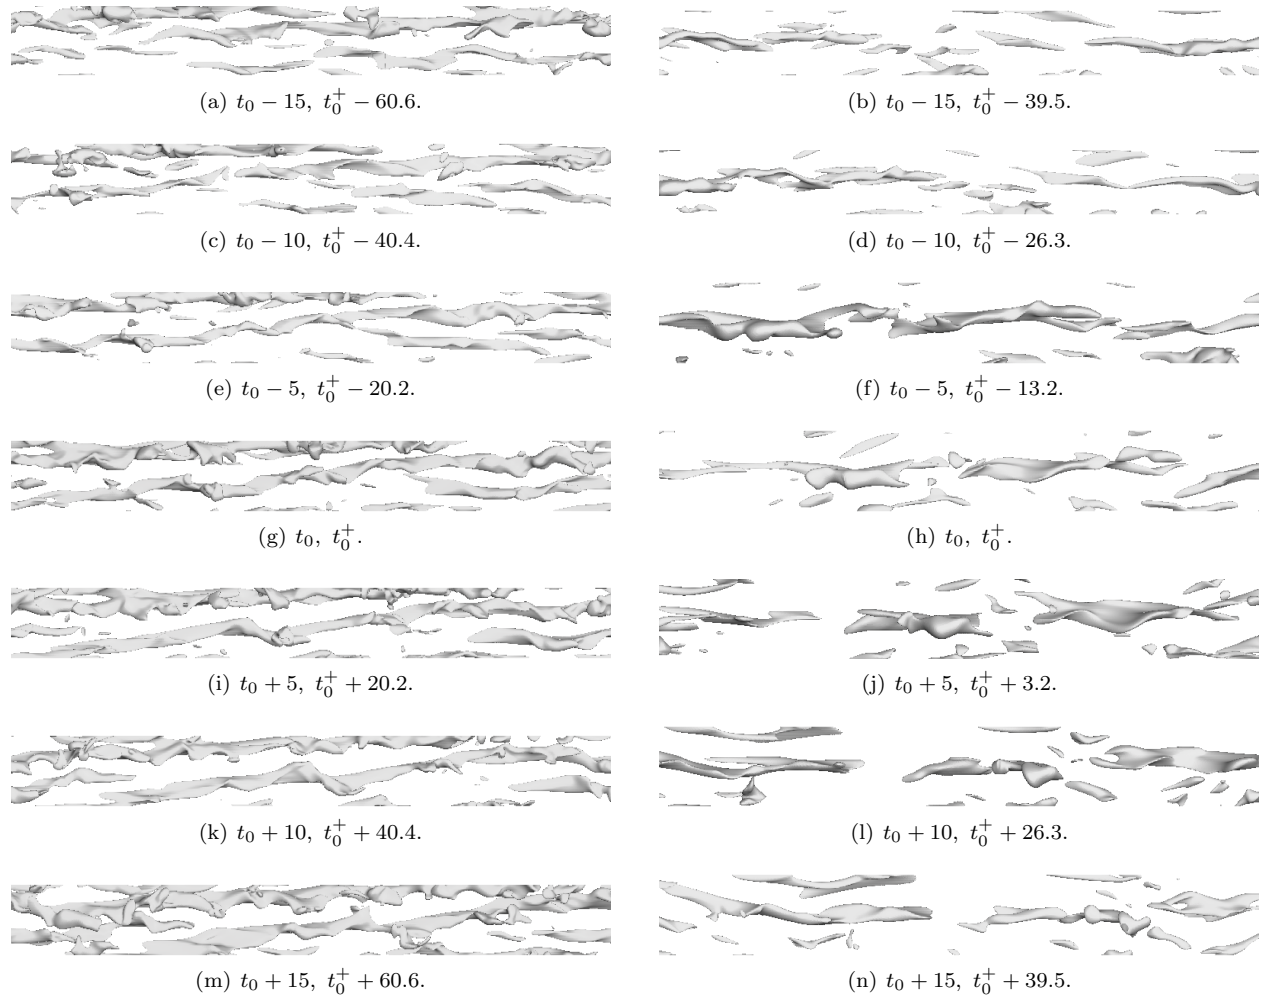 (a) t₀ − 15, t₀⁺ − 60.6.
(b) t₀ − 15, t₀⁺ − 39.5.
(c) t₀ − 10, t₀⁺ − 40.4.
(d) t₀ − 10, t₀⁺ − 26.3.
(e) t₀ − 5, t₀⁺ − 20.2.
(f) t₀ − 5, t₀⁺ − 13.2.
(g) t₀, t₀⁺.
(h) t₀, t₀⁺.
(i) t₀ + 5, t₀⁺ + 20.2.
(j) t₀ + 5, t₀⁺ + 3.2.
(k) t₀ + 10, t₀⁺ + 40.4.
(l) t₀ + 10, t₀⁺ + 26.3.
(m) t₀ + 15, t₀⁺ + 60.6.
(n) t₀ + 15, t₀⁺ + 39.5.